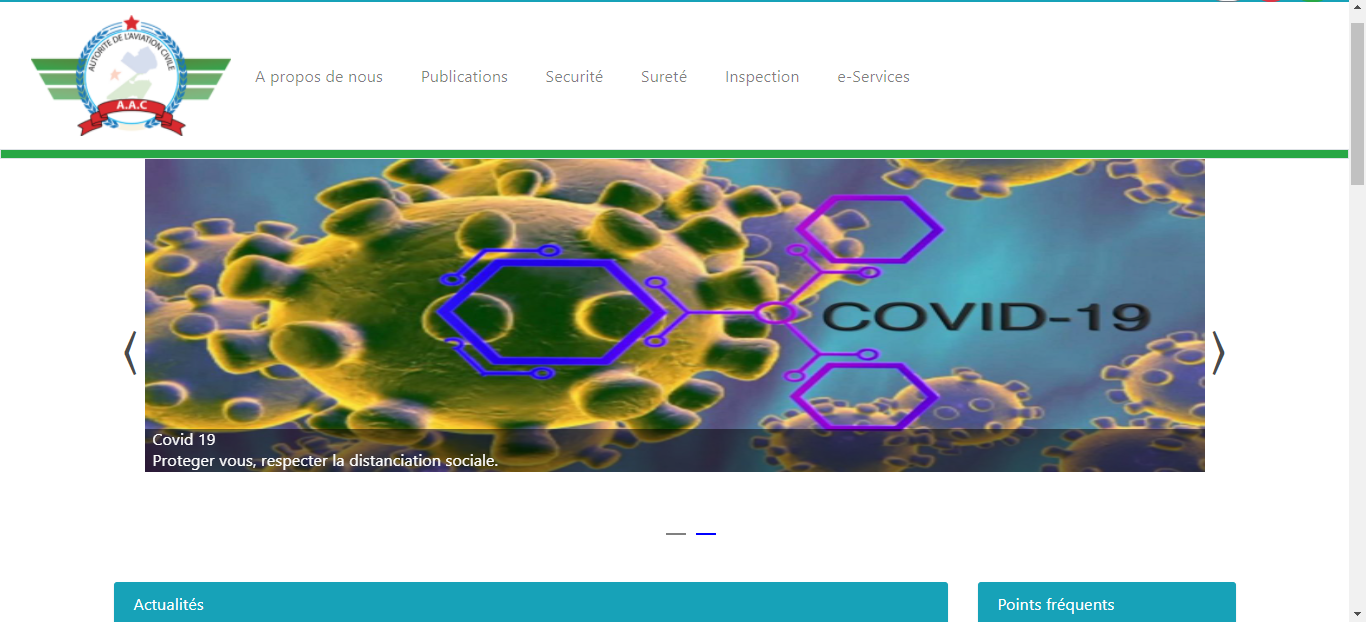 AUTORITE DE L'AVIATION CIVILE
A.A.C
A propos de nous
Publications
Securité
Sureté
Inspection
e-Services
COVID-19
Covid 19
Proteger vous, respecter la distanciation sociale.
Actualités
Points fréquents